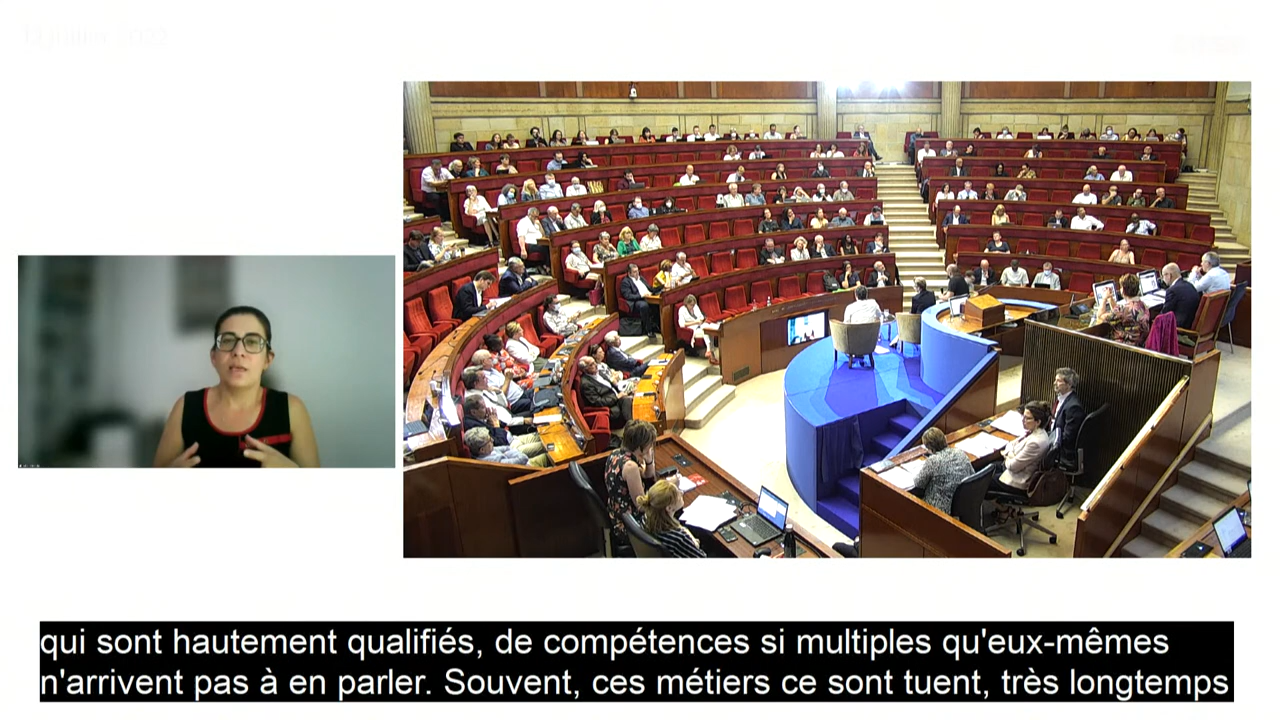 qui sont hautement qualifiés, de compétences si multiples qu'eux-mêmes
n'arrivent pas à en parler. Souvent, ces métiers ce sont tuent, très longtemps